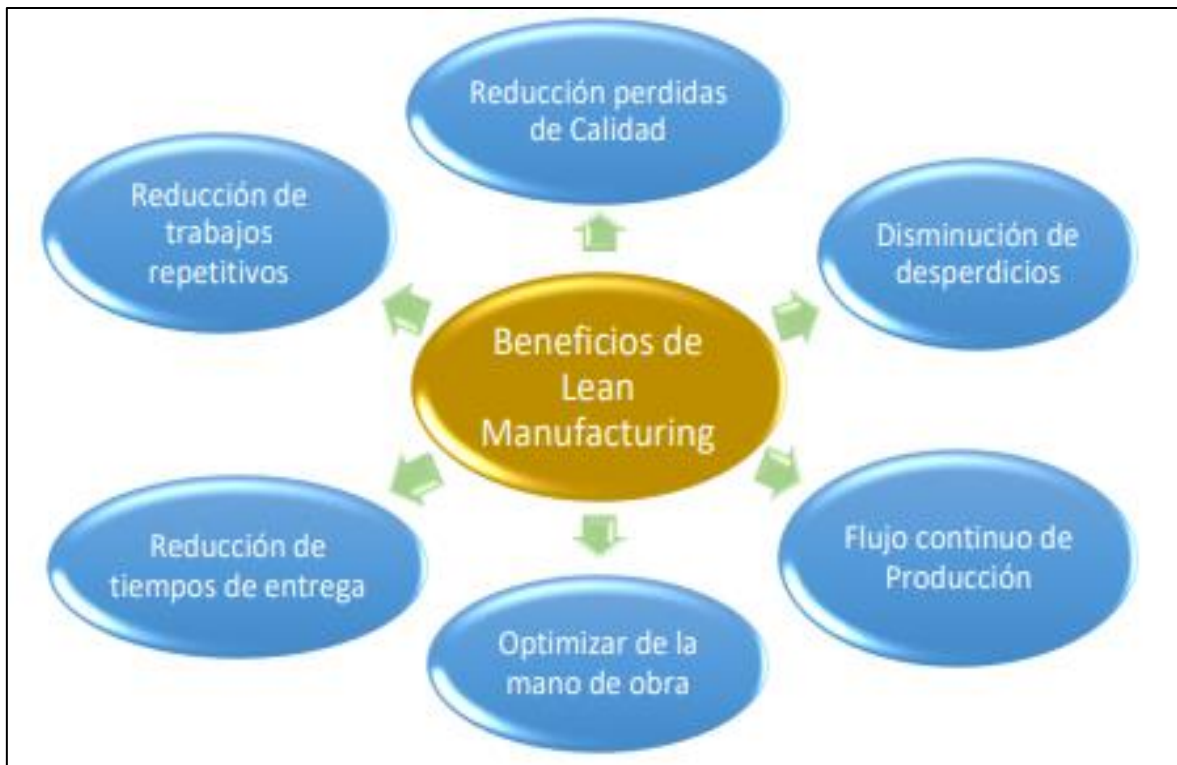 Reducción perdidas
de Calidad
Reducción de
trabajos
repetitivos
Disminución de
desperdicios
Beneficios de
Lean
Manufacturing
Reducción de
tiempos de entrega
Flujo continuo de
Producción
Optimizar de la
mano de obra